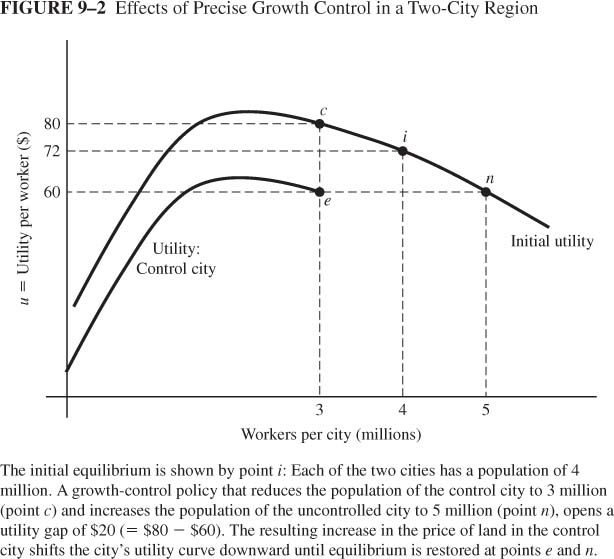 FIGURE 9–2 Effects of Precise Growth Control in a Two-City Region
u = Utility per worker ($)
80
72
60
c
i
n
e
Utility:
Control city
Initial utility
3
4
5
Workers per city (millions)
The initial equilibrium is shown by point i: Each of the two cities has a population of 4
million. A growth-control policy that reduces the population of the control city to 3 million
(point c) and increases the population of the uncontrolled city to 5 million (point n), opens a
utility gap of $20 (= $80 − $60). The resulting increase in the price of land in the control
city shifts the city's utility curve downward until equilibrium is restored at points e and n.